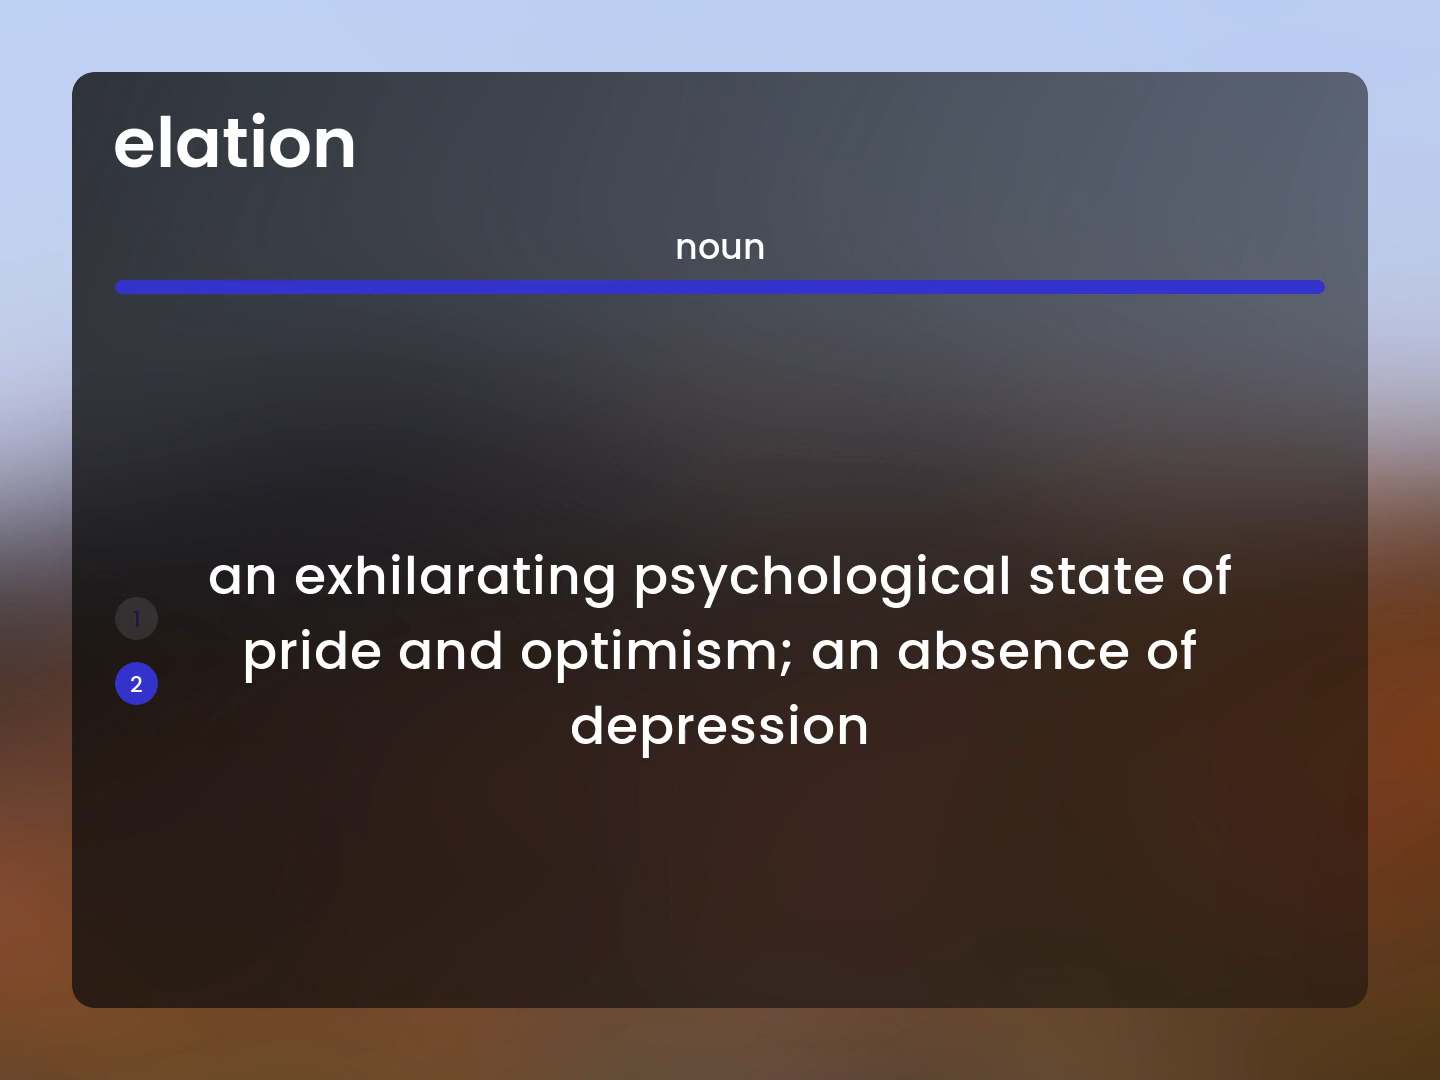 elation
noun
an exhilarating psychological state of
1
pride and optimism; an absence of
2
depression